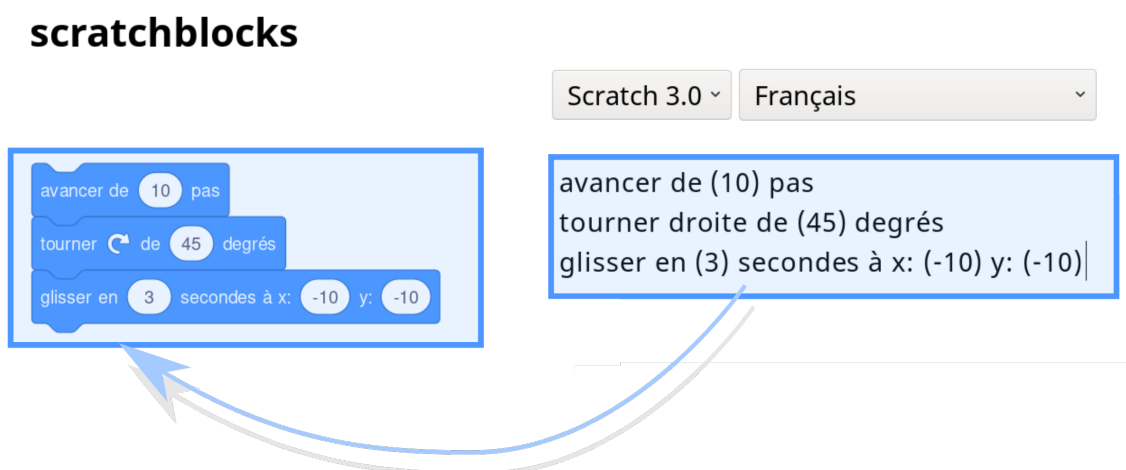 scratchblocks
Scratch 3.0
Français
avancer de 10 pas
tourner de 45 degrés
glisser en 3 secondes à x: -10 y: -10
avancer de (10) pas
tourner droite de (45) degrés
glisser en (3) secondes à x: (-10) y: (-10)